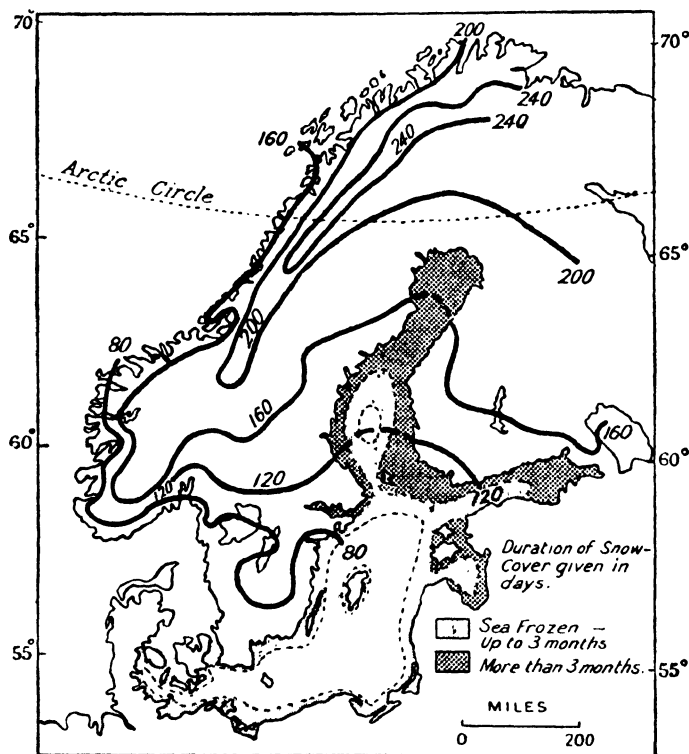 70°
200
70°
240
240
160
240
Arctic Circle
65°
65°
200
200
80
160
160
60°
120
60°
120
120
80
Duration of Snow-
Cover given in
days.
Sea Frozen –
Up to 3 months
More than 3 months.
55°
55°
MILES
0 200